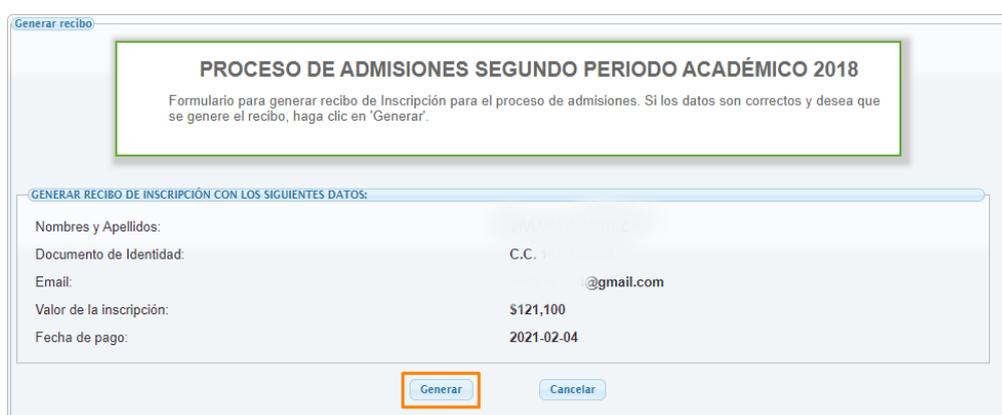 Generar recibo
PROCESO DE ADMISIONES SEGUNDO PERIODO ACADÉMICO 2018
Formulario para generar recibo de Inscripción para el proceso de admisiones. Si los datos son correctos y desea que
se genere el recibo, haga clic en 'Generar'.
GENERAR RECIBO DE INSCRIPCIÓN CON LOS SIGUIENTES DATOS:
Nombres y Apellidos:
Documento de Identidad: C.C.
Email: @gmail.com
Valor de la inscripción: $121,100
Fecha de pago: 2021-02-04
Generar Cancelar